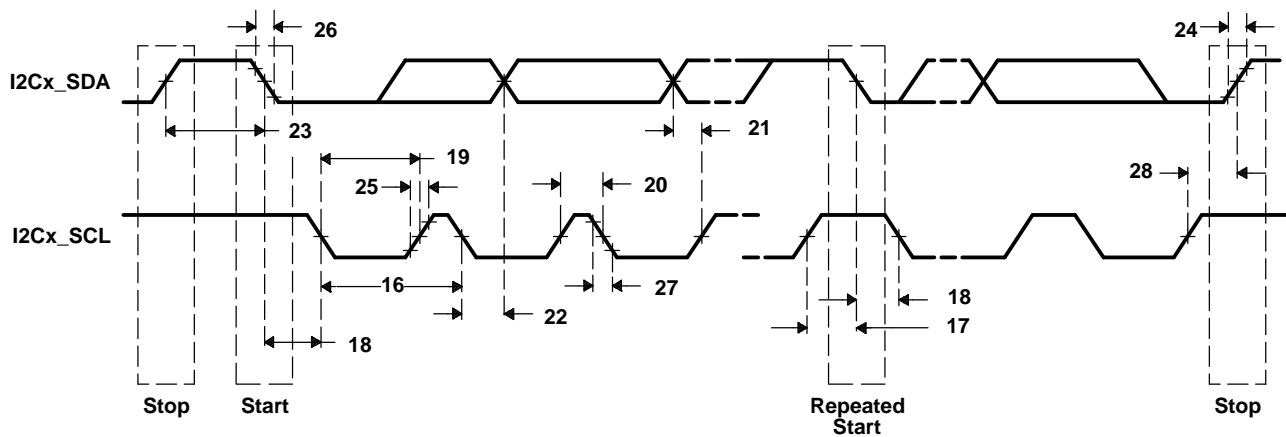 26
24
I2Cx_SDA
23
21
19
25
20
28
I2Cx_SCL
16
27
22
18
17
18
Stop
Start
Repeated
Start
Stop